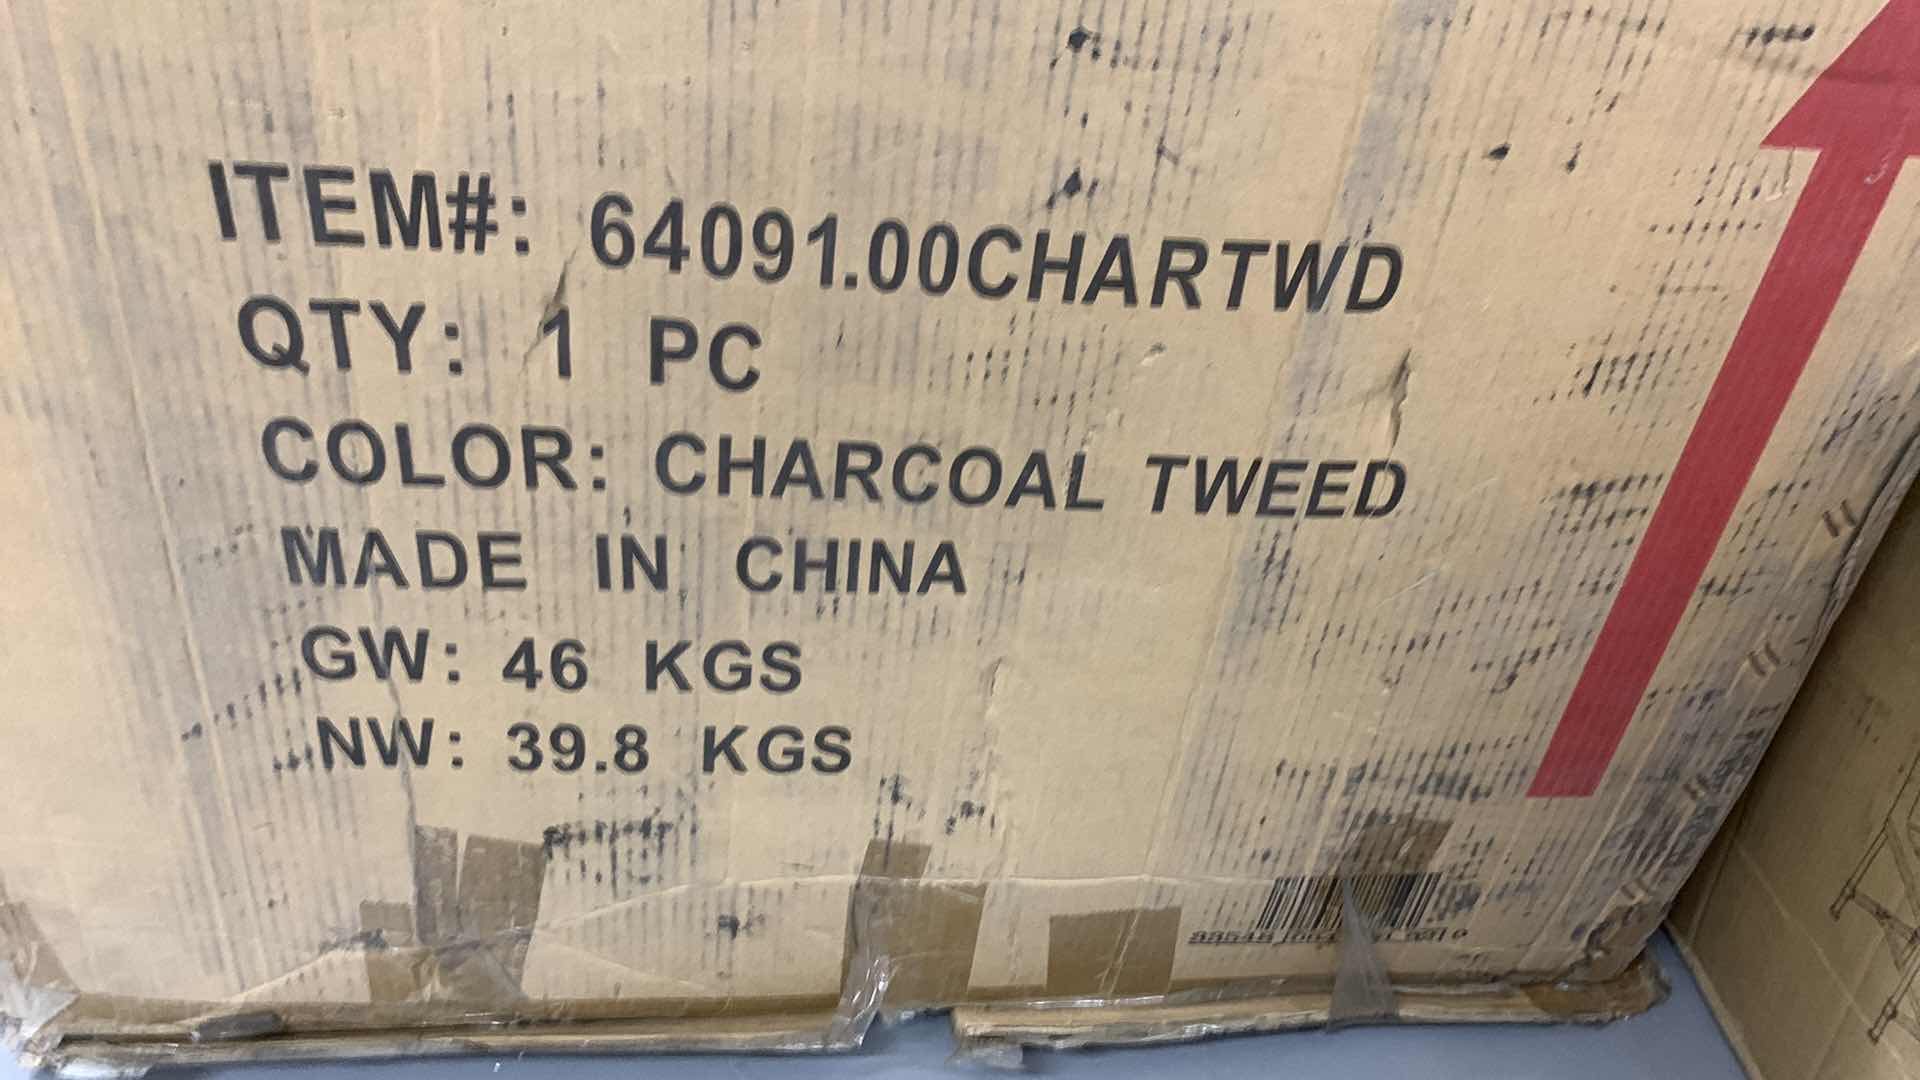 ITEM#: 64091.00CHARTWD
QTY: 1 PC
COLOR: CHARCOAL TWEED
MADE IN CHINA
GW: 46 KGS
NW: 39.8 KGS